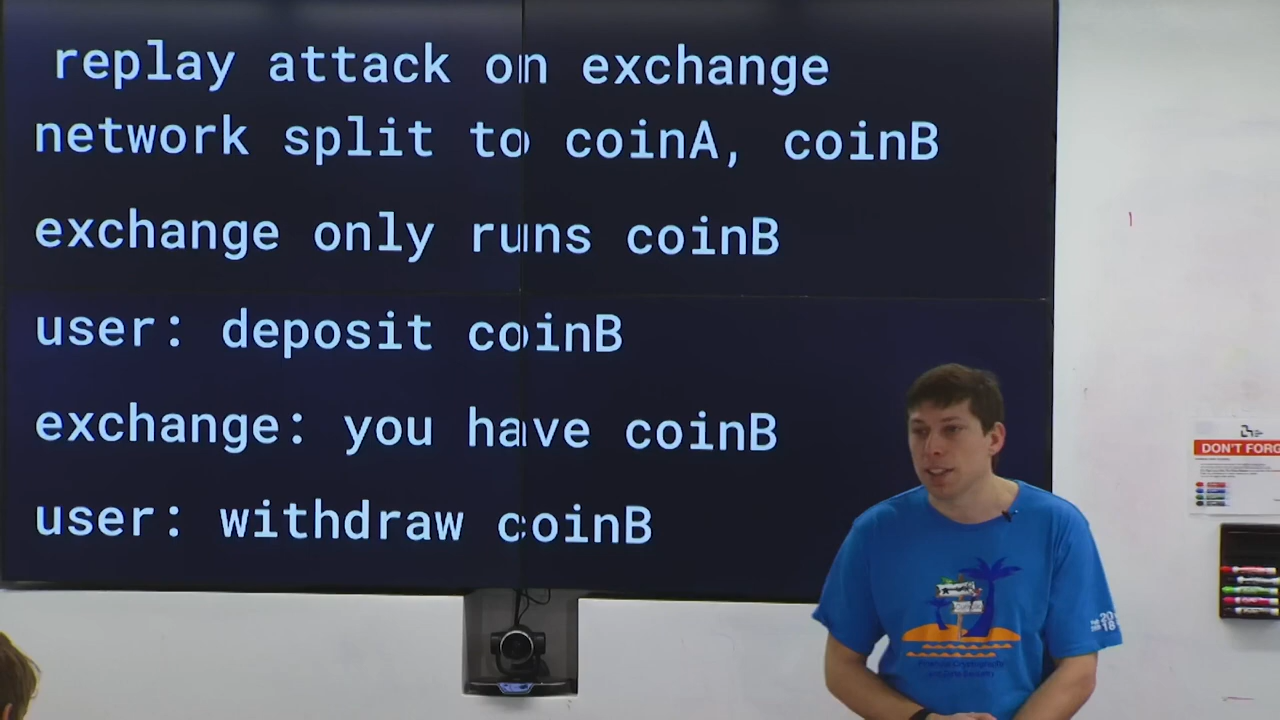 replay attack on exchange
network split to coinA, coinB
exchange only runs coinB
user: deposit coinB
exchange: you have coinB
user: withdraw coinB
DON'T FORG
2018